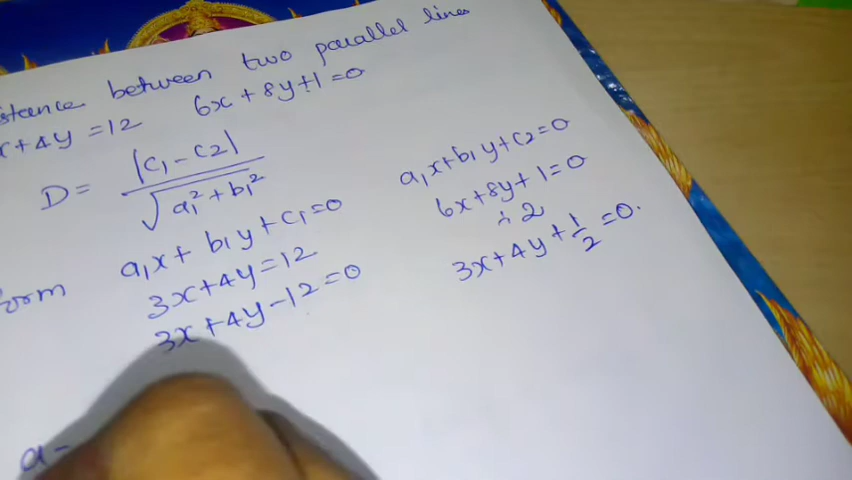 between two parallel lines
+ 4y = 12 6x + 8y + 1 = 0
D = |c1 - c2| / √a1² + b1²
a1x + b1y + c1 = 0 a1x + b1y + c2 = 0
3x + 4y = 12 6x + 8y + 1 = 0
÷ 2
3x + 4y - 12 = 0 3x + 4y + 1/2 = 0.
a -